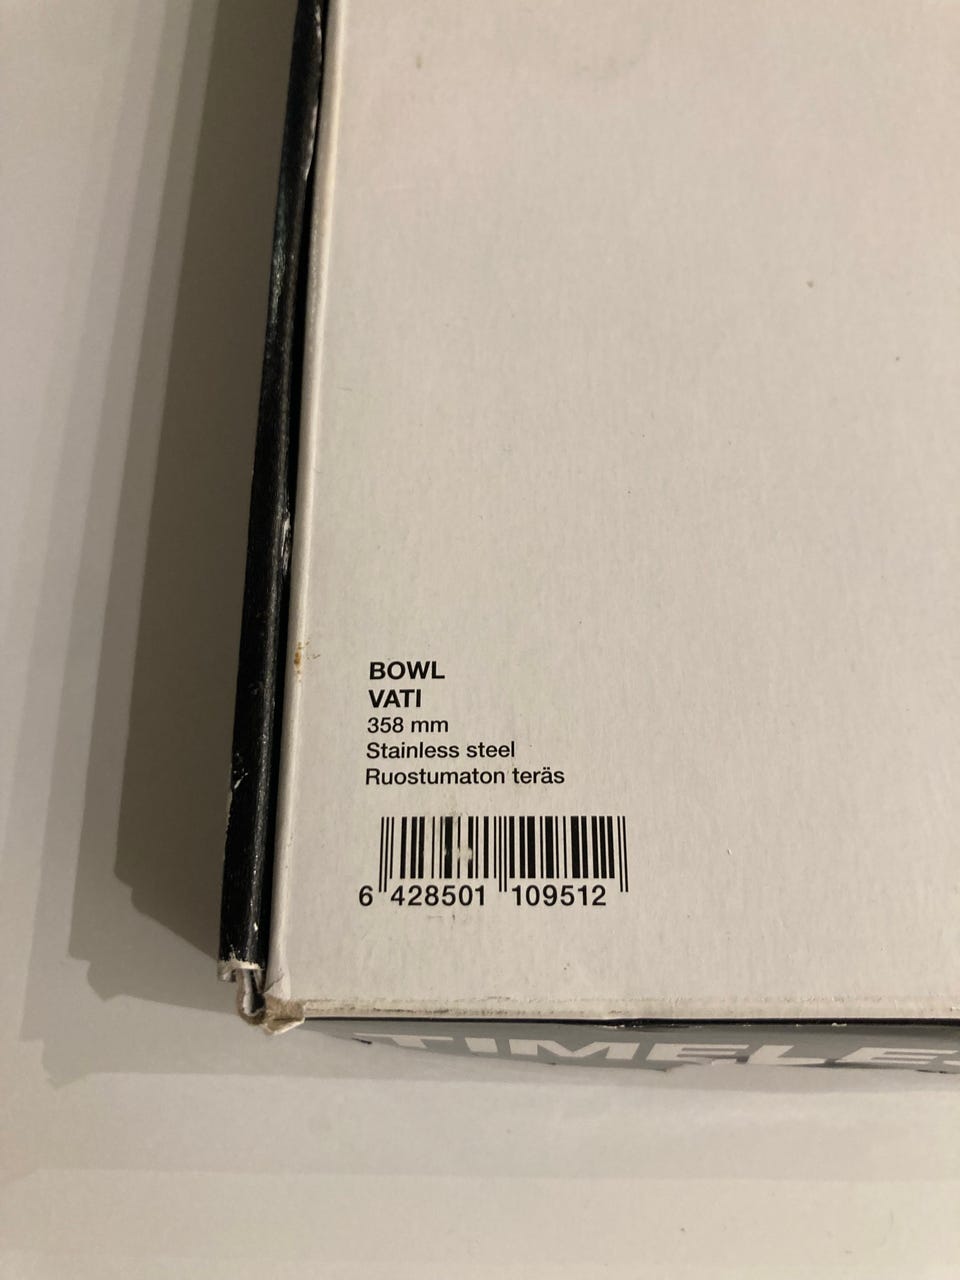 BOWL
VATI
358 mm
Stainless steel
Ruostumaton teräs
6 428501 109512